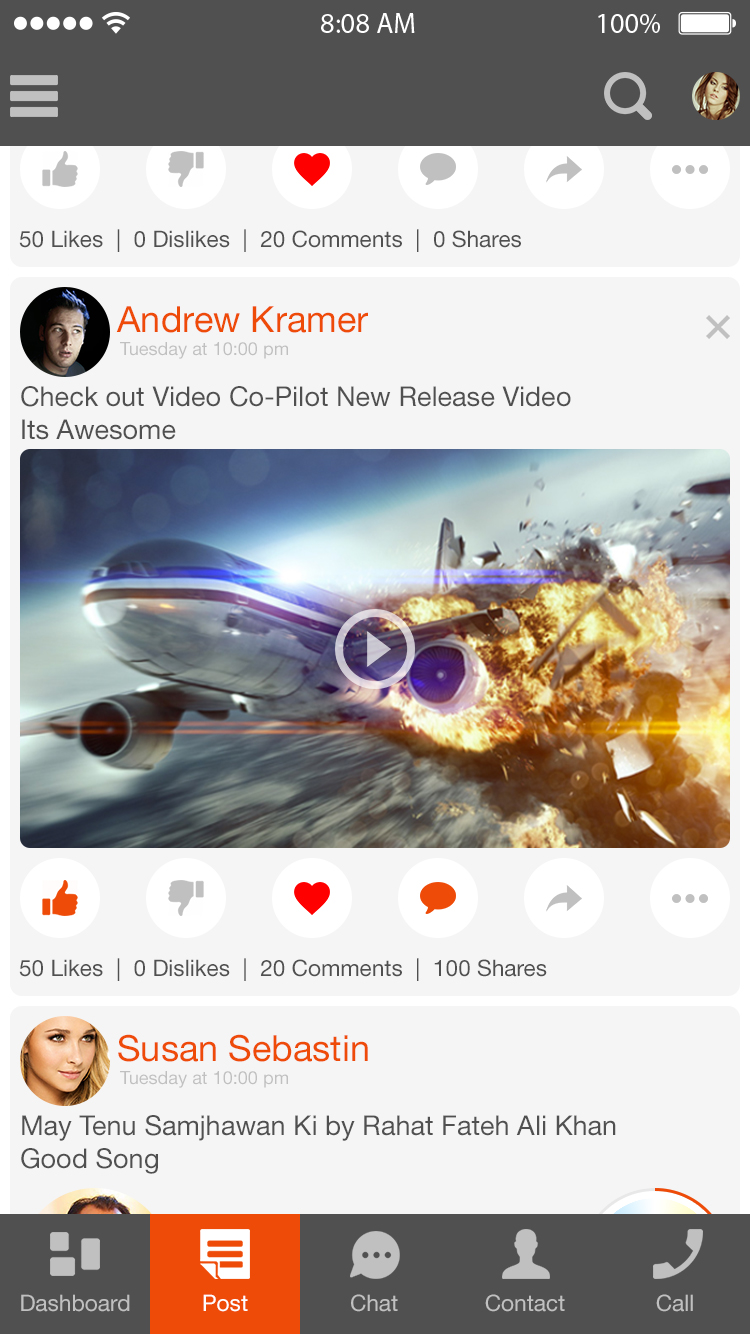 8:08 AM 100%
50 Likes | 0 Dislikes | 20 Comments | 0 Shares
Andrew Kramer
Tuesday at 10:00 pm
Check out Video Co-Pilot New Release Video
Its Awesome
50 Likes | 0 Dislikes | 20 Comments | 100 Shares
Susan Sebastin
Tuesday at 10:00 pm
May Tenu Samjhawan Ki by Rahat Fateh Ali Khan
Good Song
Dashboard Post Chat Contact Call